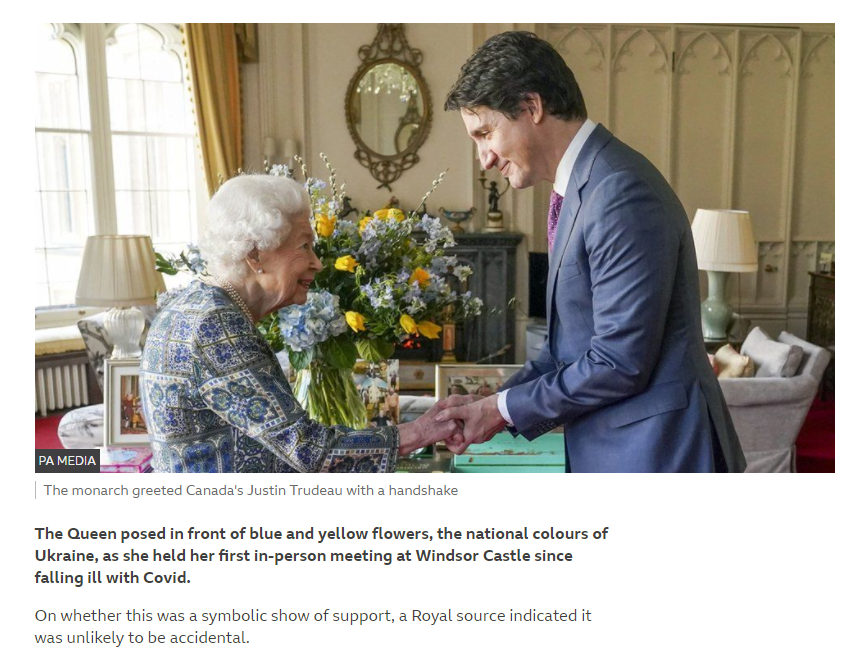 PA MEDIA
The monarch greeted Canada's Justin Trudeau with a handshake
The Queen posed in front of blue and yellow flowers, the national colours of
Ukraine, as she held her first in-person meeting at Windsor Castle since
falling ill with Covid.
On whether this was a symbolic show of support, a Royal source indicated it
was unlikely to be accidental.